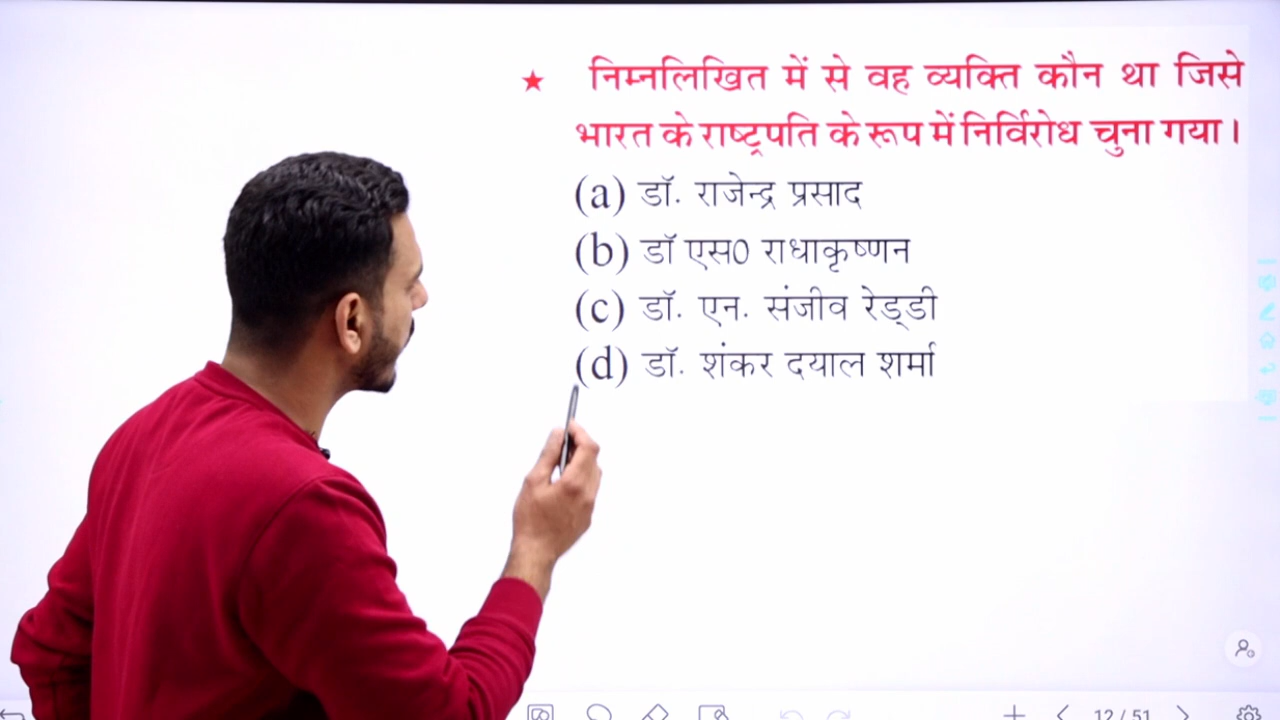 ★ निम्नलिखित में से वह व्यक्ति कौन था जिसे
भारत के राष्ट्रपति के रूप में निर्विरोध चुना गया।
(a) डॉ. राजेन्द्र प्रसाद
(b) डॉ एस0 राधाकृष्णन
(c) डॉ. एन. संजीव रेड्डी
(d) डॉ. शंकर दयाल शर्मा
12/51